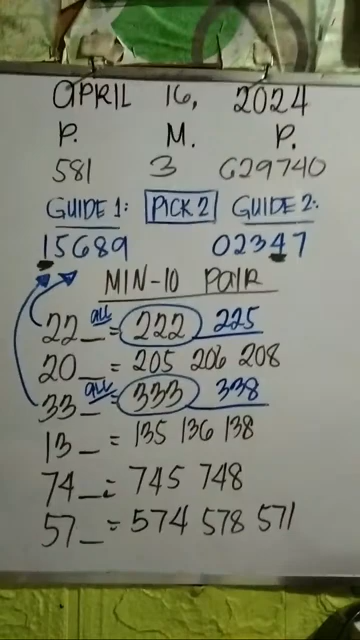 APRIL 16, 2024
P. M. P.
581 3 629740
GUIDE 1: PICK 2 GUIDE 2:
15689 02347
MIN-10 PAIR
22_ all = 222 225
20_ = 205 206 208
33_ all = 333 338
13_ = 135 136 138
74_ = 745 748
57_ = 574 578 571